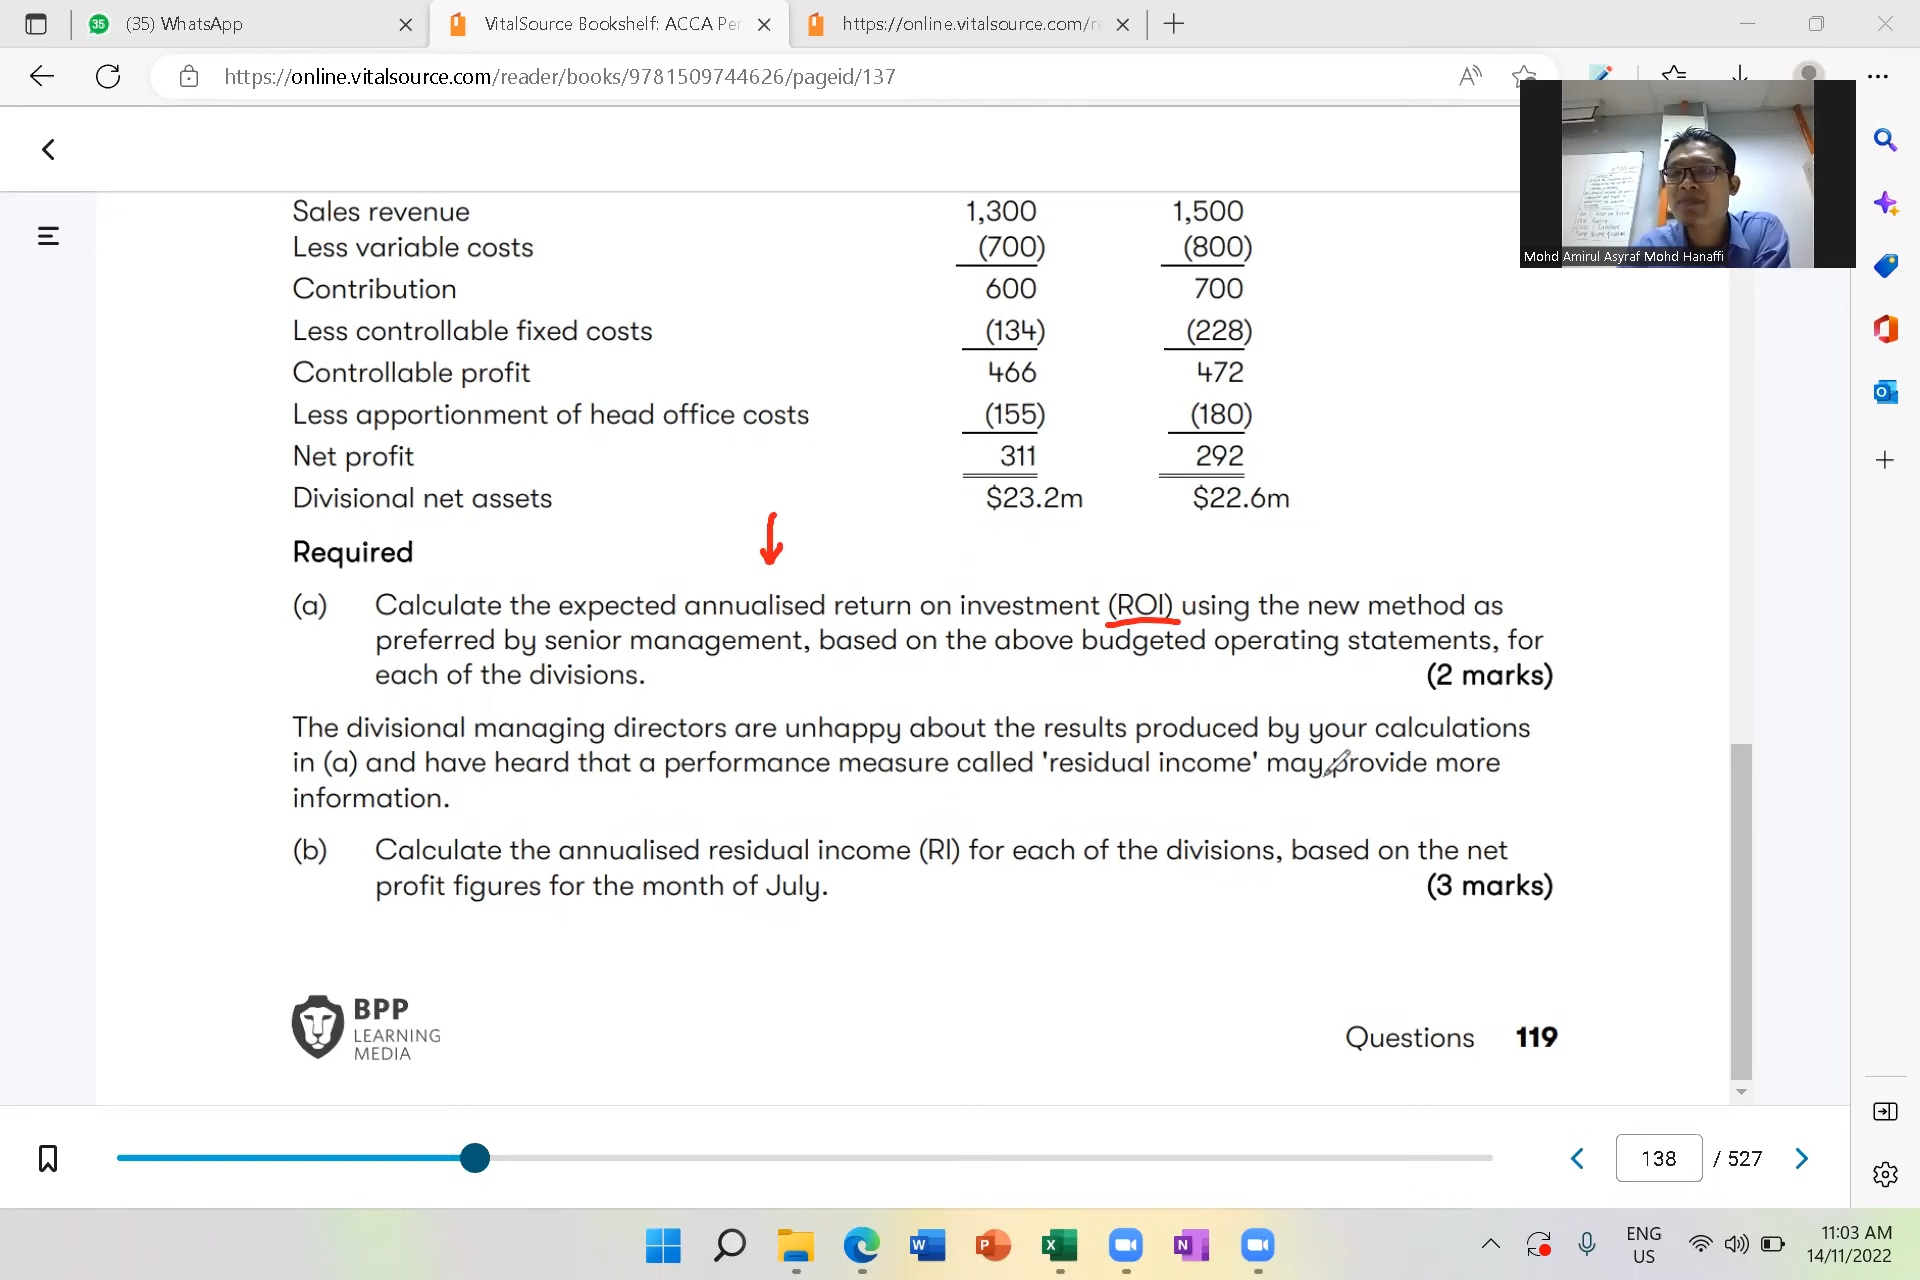 (35) WhatsApp
VitalSource Bookshelf: ACCA Per
https://online.vitalsource.com/re
https://online.vitalsource.com/reader/books/9781509744626/pageid/137
Mohd Amirul Asyraf Mohd Hanaffi
Sales revenue 1,300 1,500
Less variable costs (700) (800)
Contribution 600 700
Less controllable fixed costs (134) (228)
Controllable profit 466 472
Less apportionment of head office costs (155) (180)
Net profit 311 292
Divisional net assets $23.2m $22.6m
Required
(a) Calculate the expected annualised return on investment (ROI) using the new method as
preferred by senior management, based on the above budgeted operating statements, for
each of the divisions. (2 marks)
The divisional managing directors are unhappy about the results produced by your calculations
in (a) and have heard that a performance measure called 'residual income' may provide more
information.
(b) Calculate the annualised residual income (RI) for each of the divisions, based on the net
profit figures for the month of July. (3 marks)
BPP
LEARNING
MEDIA
Questions 119
138 / 527
ENG
US
11:03 AM
14/11/2022